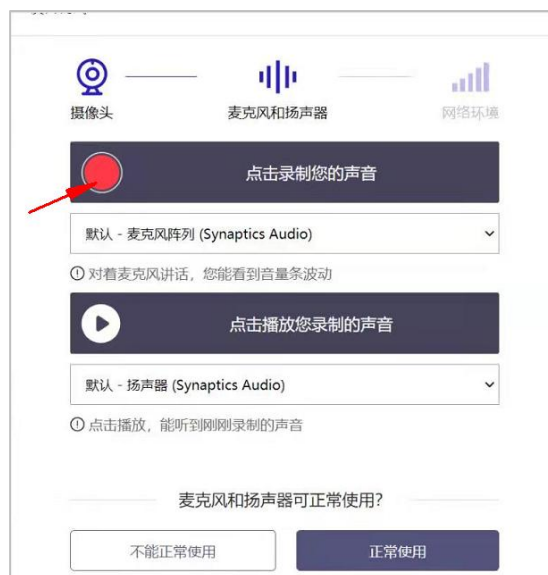 摄像头
麦克风和扬声器
网络环境
点击录制您的声音
默认 - 麦克风阵列 (Synaptics Audio)
对着麦克风讲话，您能看到音量条波动
点击播放您录制的声音
默认 - 扬声器 (Synaptics Audio)
点击播放，能听到刚刚录制的声音
麦克风和扬声器可正常使用?
不能正常使用
正常使用